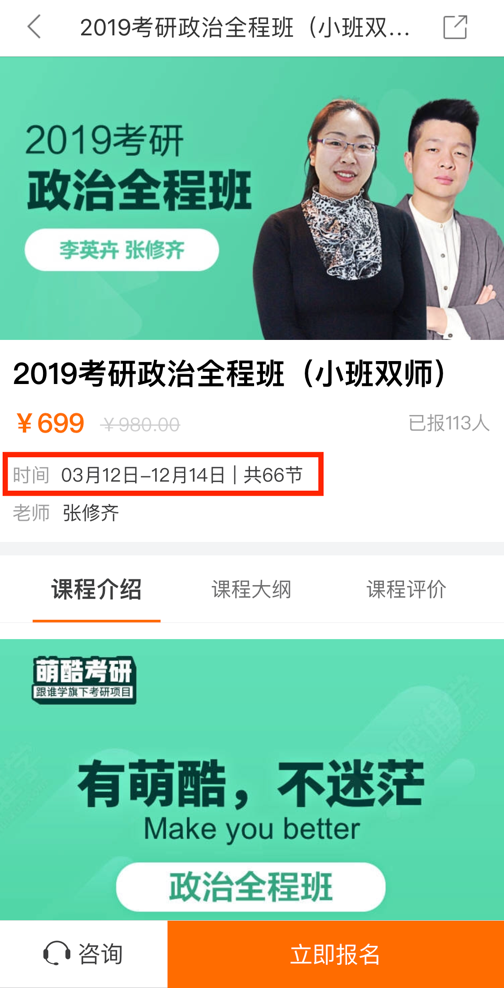 2019考研政治全程班（小班双...
2019考研
政治全程班
李英卉 张修齐
2019考研政治全程班（小班双师）
￥699 ￥980.00 已报113人
时间 03月12日-12月14日 | 共66节
老师 张修齐
课程介绍 课程大纲 课程评价
萌酷考研
跟谁学旗下考研项目
有萌酷，不迷茫
Make you better
政治全程班
咨询 立即报名